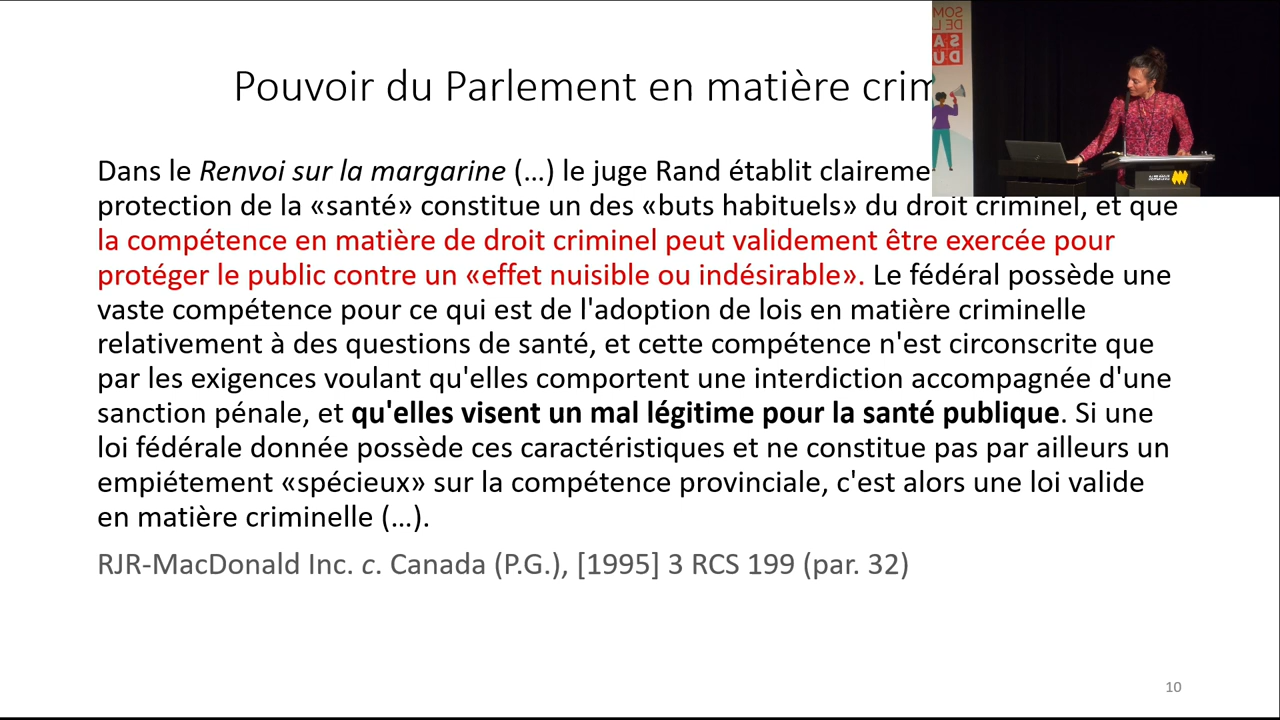 Pouvoir du Parlement en matière crim
Dans le Renvoi sur la margarine (...) le juge Rand établit claireme
protection de la «santé» constitue un des «buts habituels» du droit criminel, et que
la compétence en matière de droit criminel peut validement être exercée pour
protéger le public contre un «effet nuisible ou indésirable». Le fédéral possède une
vaste compétence pour ce qui est de l'adoption de lois en matière criminelle
relativement à des questions de santé, et cette compétence n'est circonscrite que
par les exigences voulant qu'elles comportent une interdiction accompagnée d'une
sanction pénale, et qu'elles visent un mal légitime pour la santé publique. Si une
loi fédérale donnée possède ces caractéristiques et ne constitue pas par ailleurs un
empiétement «spécieux» sur la compétence provinciale, c'est alors une loi valide
en matière criminelle (...).
RJR-MacDonald Inc. c. Canada (P.G.), [1995] 3 RCS 199 (par. 32)
10
SOM
DE L
SA
DU